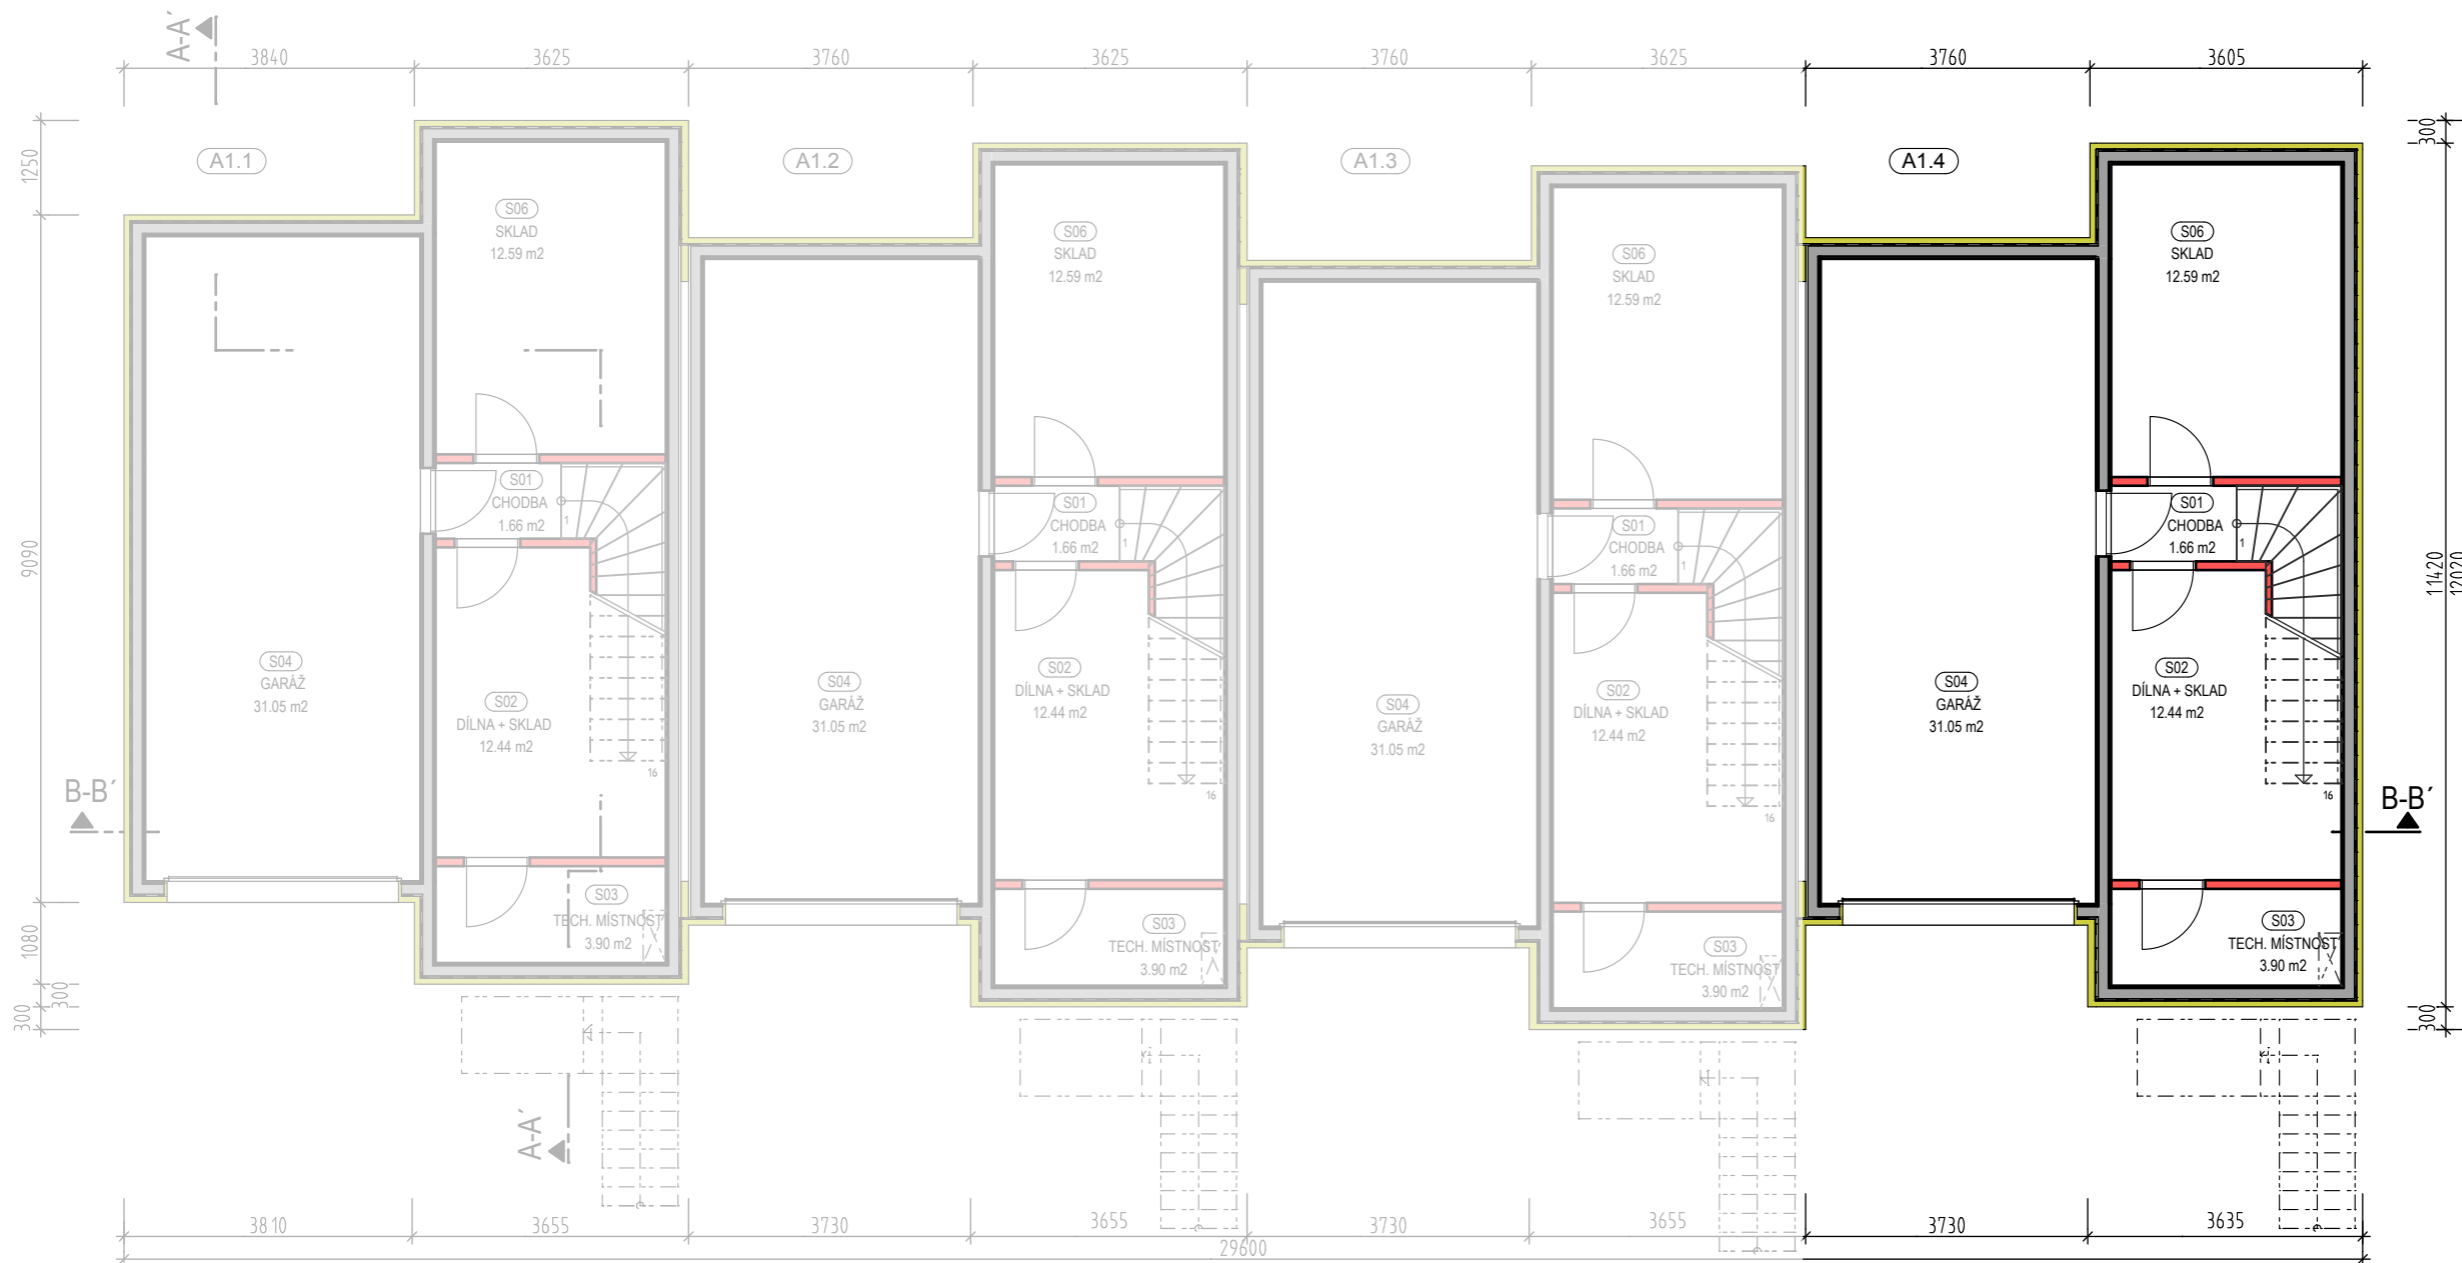 A-A´
3840
3625
3760
3625
3760
3625
3760
3605
1250
9090
1080
300
300
300
11420
12020
300
A1.1
A1.2
A1.3
A1.4
S06
SKLAD
12.59 m2
S01
CHODBA
1.66 m2
1
S04
GARÁŽ
31.05 m2
S02
DÍLNA + SKLAD
12.44 m2
16
S03
TECH. MÍSTNOST
3.90 m2
S06
SKLAD
12.59 m2
S01
CHODBA
1.66 m2
1
S04
GARÁŽ
31.05 m2
S02
DÍLNA + SKLAD
12.44 m2
16
S03
TECH. MÍSTNOST
3.90 m2
S06
SKLAD
12.59 m2
S01
CHODBA
1.66 m2
1
S04
GARÁŽ
31.05 m2
S02
DÍLNA + SKLAD
12.44 m2
16
S03
TECH. MÍSTNOST
3.90 m2
S06
SKLAD
12.59 m2
S01
CHODBA
1.66 m2
1
S04
GARÁŽ
31.05 m2
S02
DÍLNA + SKLAD
12.44 m2
16
S03
TECH. MÍSTNOST
3.90 m2
B-B´
B-B´
A-A´
3810
3655
3730
3655
3730
3655
3730
3635
29600